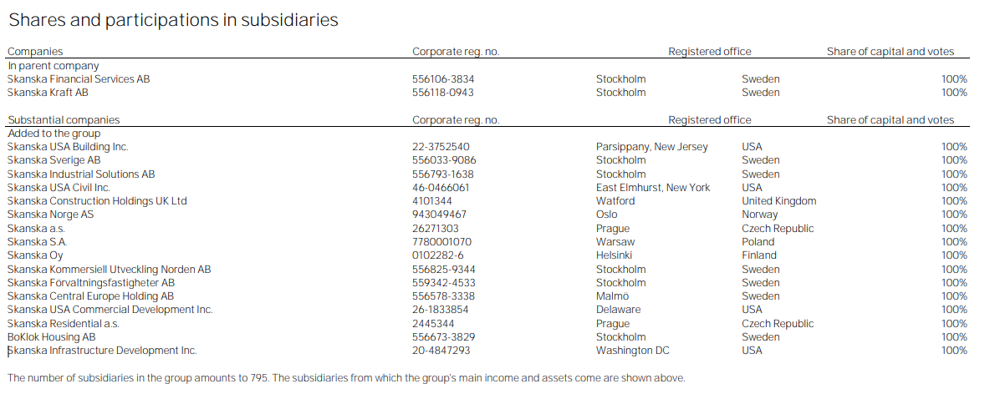 Shares and participations in subsidiaries
Companies Corporate reg. no. Registered office Share of capital and votes
In parent company
Skanska Financial Services AB 556106-3834 Stockholm Sweden 100%
Skanska Kraft AB 556118-0943 Stockholm Sweden 100%
Substantial companies Corporate reg. no. Registered office Share of capital and votes
Added to the group
Skanska USA Building Inc. 22-3752540 Parsippany, New Jersey USA 100%
Skanska Sverige AB 556033-9086 Stockholm Sweden 100%
Skanska Industrial Solutions AB 556793-1638 Stockholm Sweden 100%
Skanska USA Civil Inc. 46-0466061 East Elmhurst, New York USA 100%
Skanska Construction Holdings UK Ltd 4101344 Watford United Kingdom 100%
Skanska Norge AS 943049467 Oslo Norway 100%
Skanska a.s. 26271303 Prague Czech Republic 100%
Skanska S.A. 7780001070 Warsaw Poland 100%
Skanska Oy 0102282-6 Helsinki Finland 100%
Skanska Kommersiell Utveckling Norden AB 556825-9344 Stockholm Sweden 100%
Skanska Förvaltningsfastigheter AB 559342-4533 Stockholm Sweden 100%
Skanska Central Europe Holding AB 556578-3338 Malmö Sweden 100%
Skanska USA Commercial Development Inc. 26-1833854 Delaware USA 100%
Skanska Residential a.s. 2445344 Prague Czech Republic 100%
BoKlok Housing AB 556673-3829 Stockholm Sweden 100%
Skanska Infrastructure Development Inc. 20-4847293 Washington DC USA 100%
The number of subsidiaries in the group amounts to 795. The subsidiaries from which the group's main income and assets come are shown above.